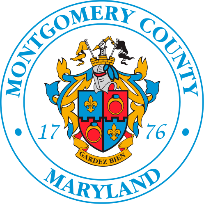 MONTGOMERY COUNTY
17 76
GARDEZ BIEN
MARYLAND